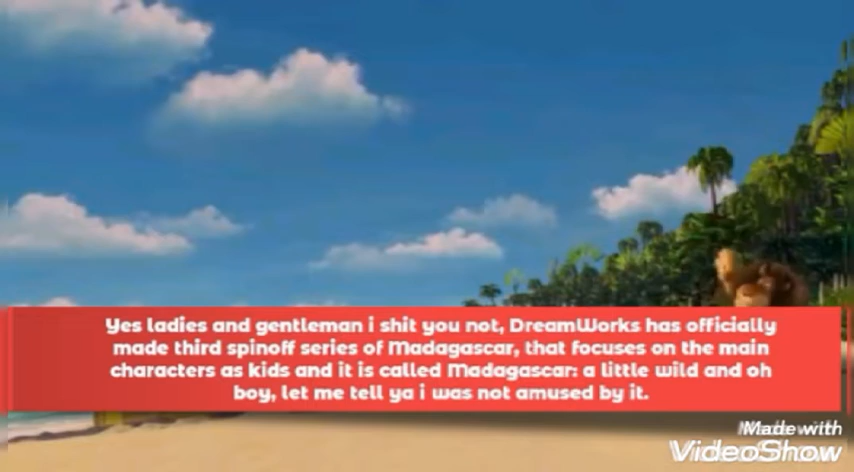 Yes ladies and gentleman i shit you not, DreamWorks has officially
made third spinoff series of Madagascar, that focuses on the main
characters as kids and it is called Madagascar: a little wild and oh
boy, let me tell ya i was not amused by it.
Made with
VideoShow